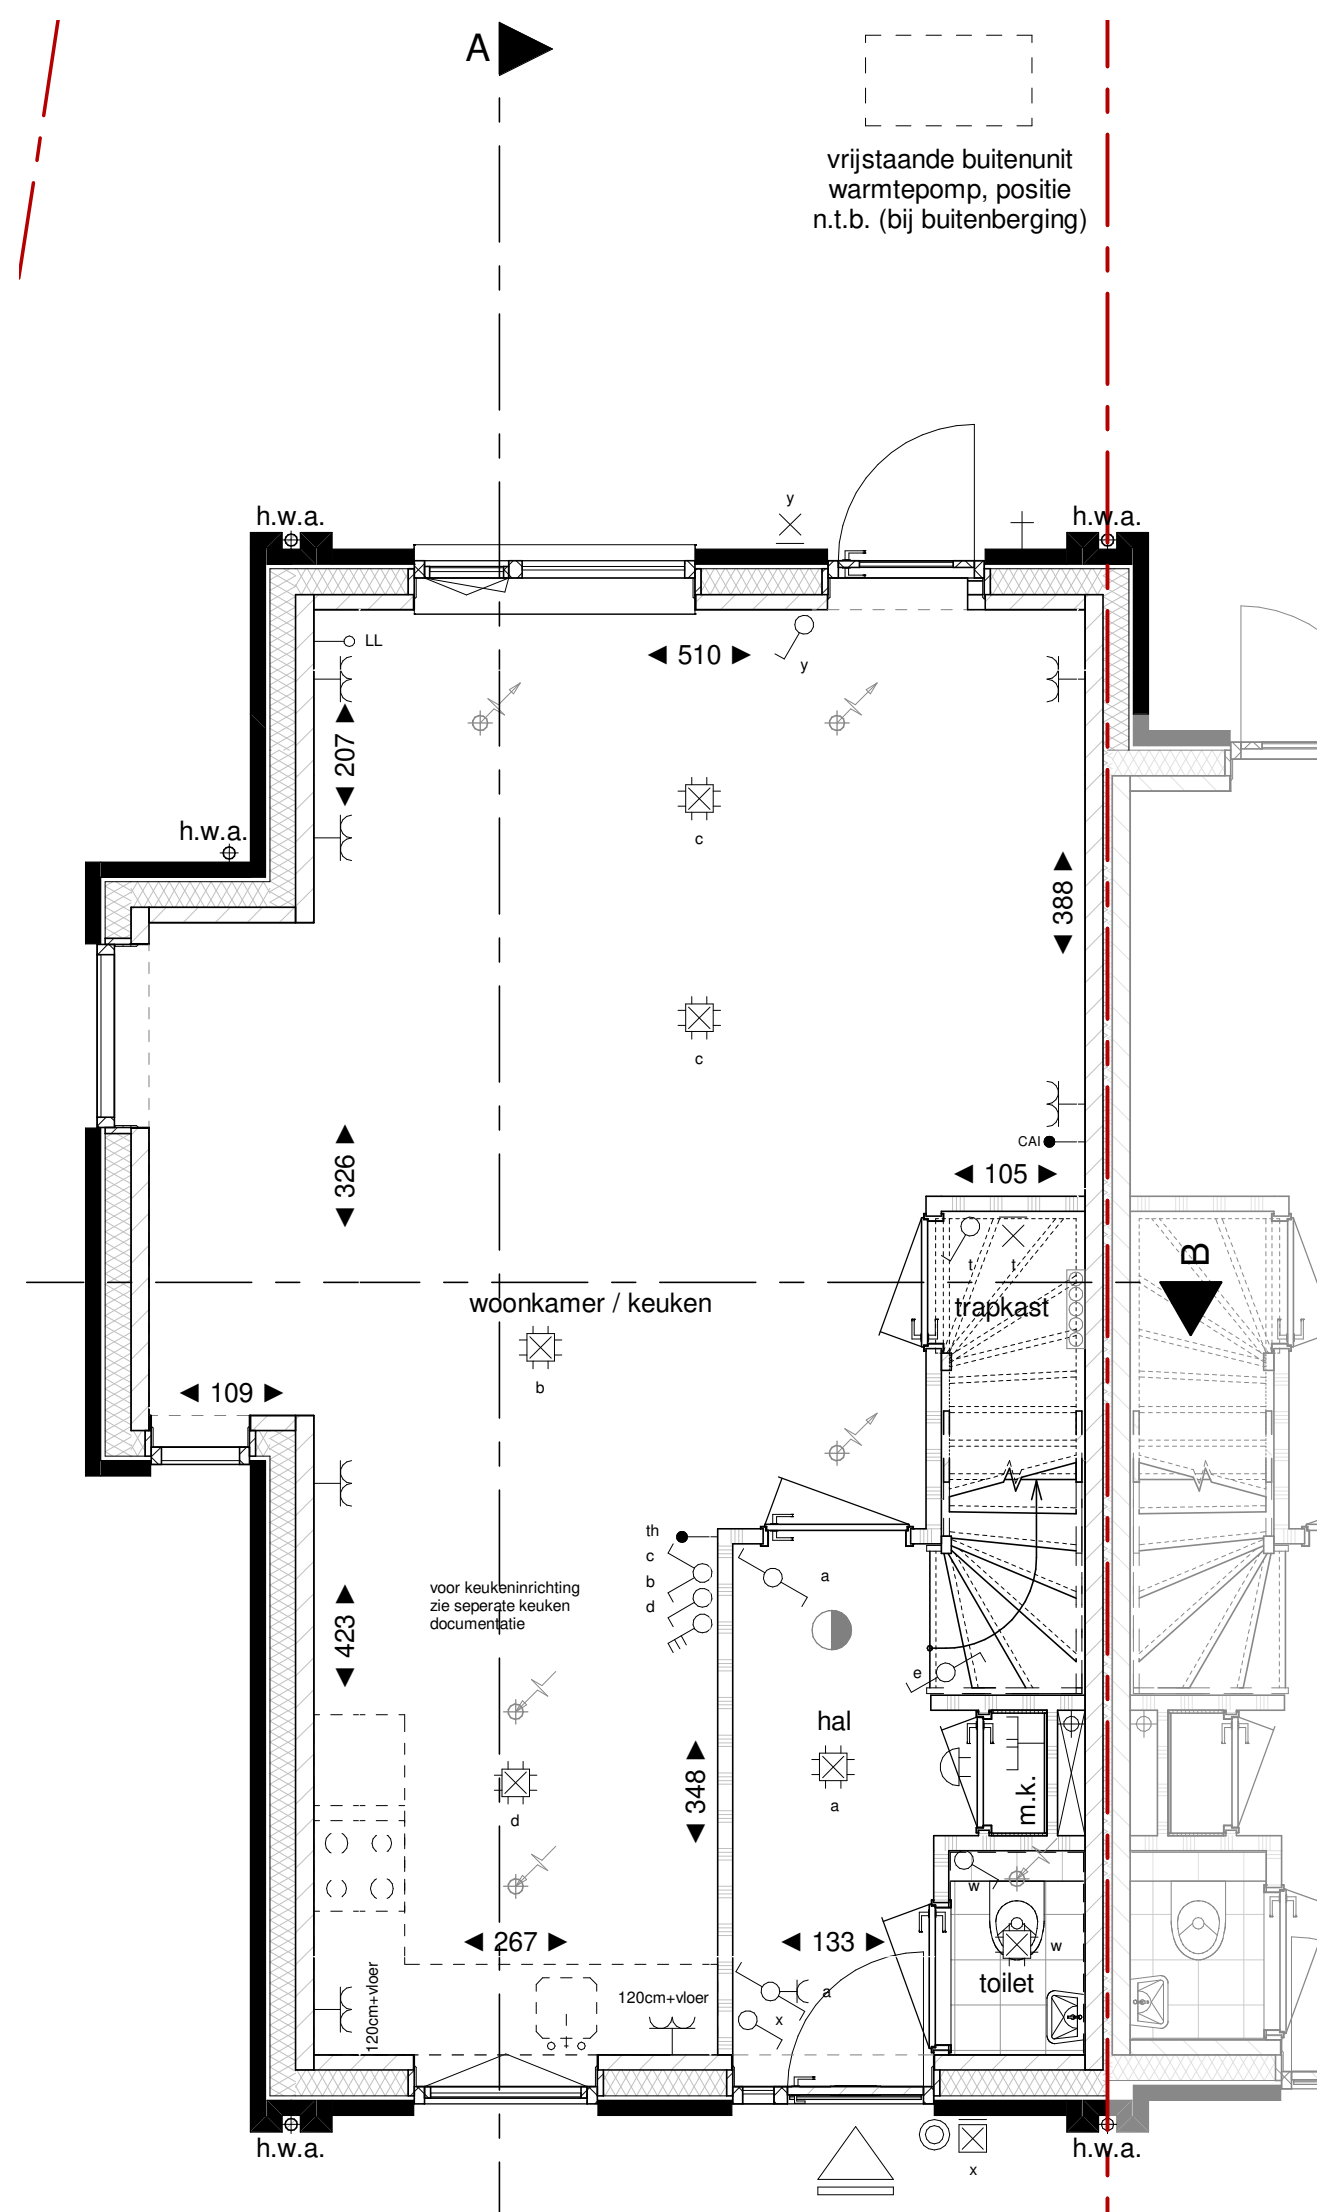 A
vrijstaande buitenunit
warmtepomp, positie
n.t.b. (bij buitenberging)
h.w.a.
y
h.w.a.
LL
510
y
207
c
h.w.a.
388
c
CAI
326
105
t
t
B
woonkamer / keuken
trapkast
b
109
th
c
b
d
a
voor keukeninrichting
zie seperate keuken
documentatie
423
e
hal
348
m.k.
d
a
w
267
133
w
toilet
120cm+vloer
120cm+vloer
a
x
h.w.a.
h.w.a.
x